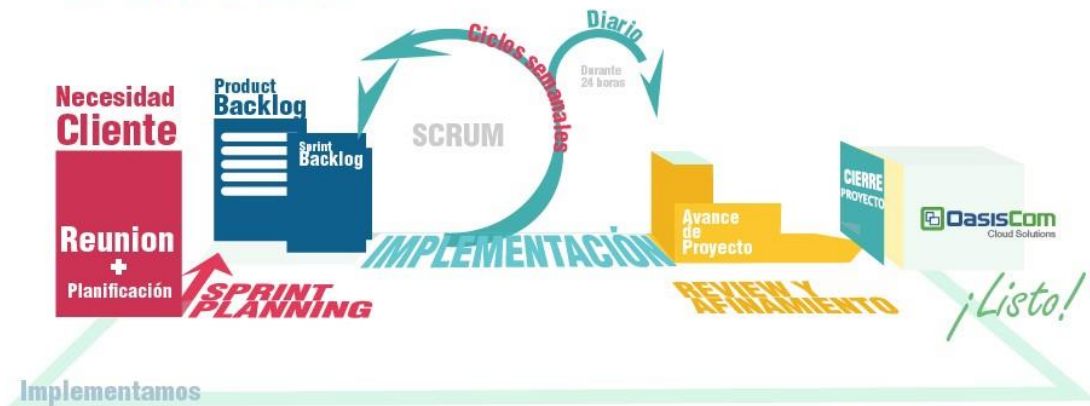 Necesidad
Cliente
Reunion
+
Planificación
SPRINT
PLANNING
Product
Backlog
Sprint
Backlog
SCRUM
Ciclos semanales
Diario
Durante
24 horas
IMPLEMENTACIÓN
Avance
de
Proyecto
REVIEW Y
AFINAMIENTO
CIERRE
PROYECTO
OasisCom
Cloud Solutions
¡Listo!
Implementamos